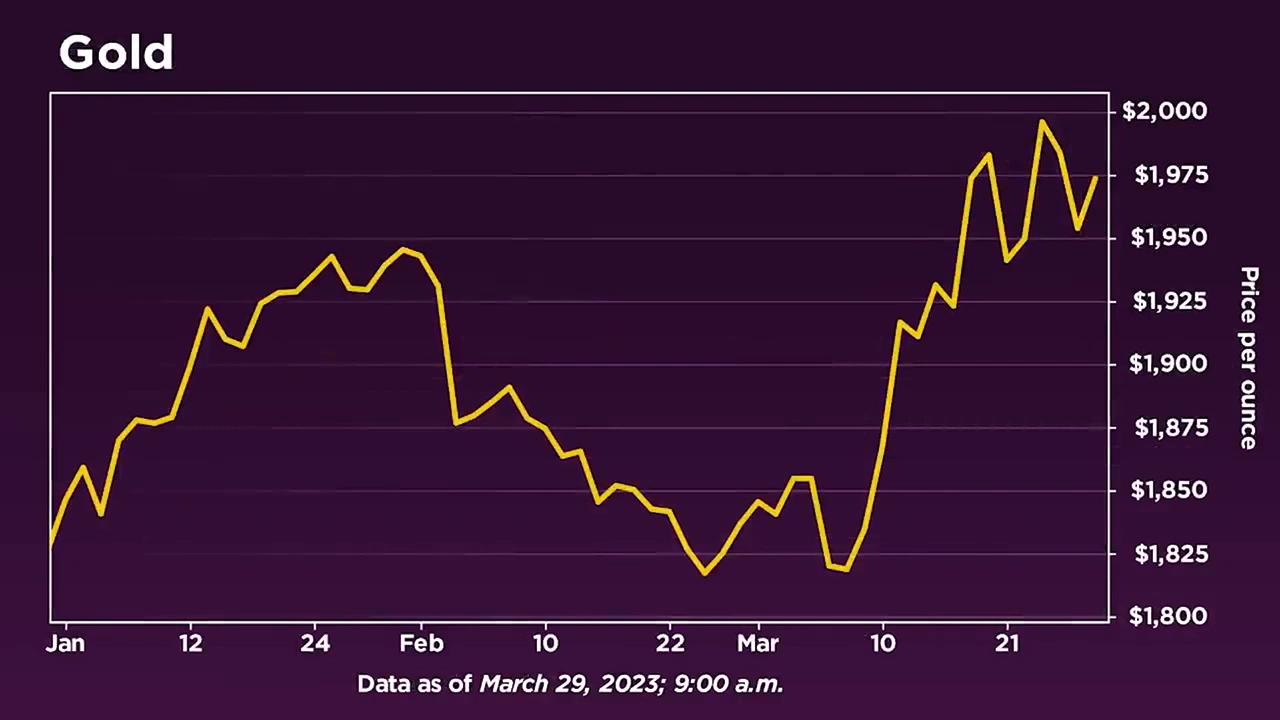 Gold
$2,000
$1,975
$1,950
$1,925
$1,900
$1,875
$1,850
$1,825
$1,800
Price per ounce
Jan 12 24 Feb 10 22 Mar 10 21
Data as of March 29, 2023; 9:00 a.m.